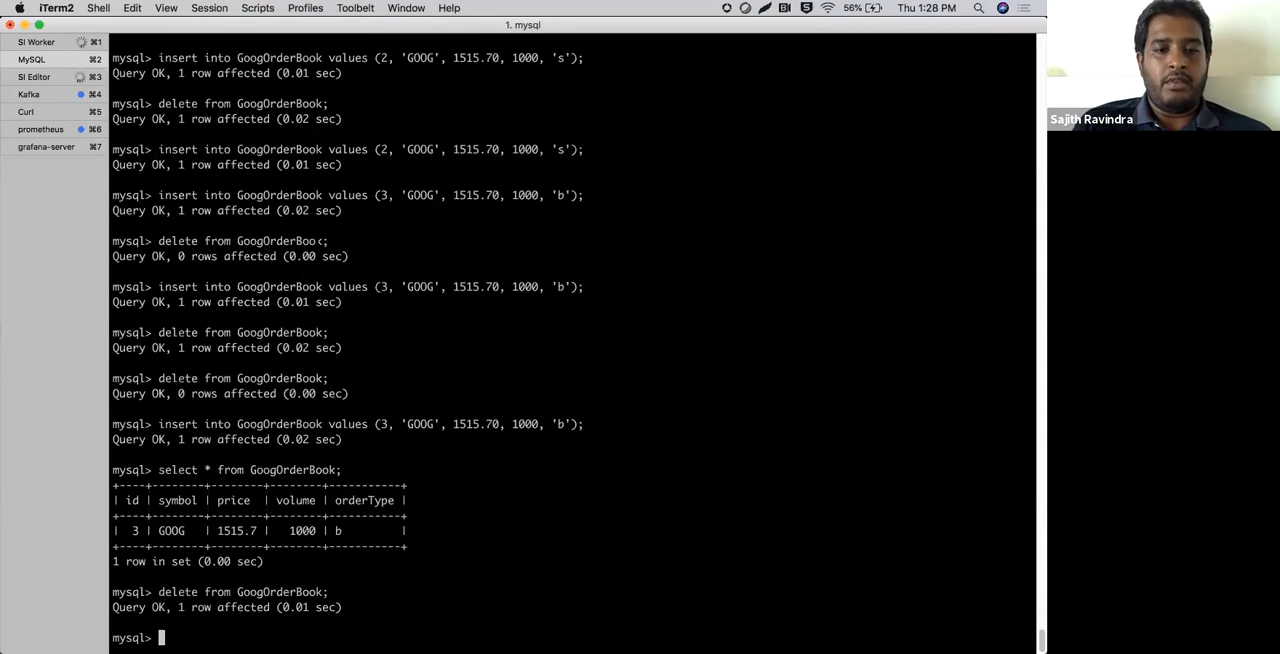 iTerm2 Shell Edit View Session Scripts Profiles Toolbelt Window Help 56% Thu 1:28 PM
1. mysql
SI Worker ⌘1
MySQL ⌘2
SI Editor ⌘3
Kafka ⌘4
Curl ⌘5
prometheus ⌘6
grafana-server ⌘7
mysql> insert into GoogOrderBook values (2, 'GOOG', 1515.70, 1000, 's');
Query OK, 1 row affected (0.01 sec)
mysql> delete from GoogOrderBook;
Query OK, 1 row affected (0.02 sec)
mysql> insert into GoogOrderBook values (2, 'GOOG', 1515.70, 1000, 's');
Query OK, 1 row affected (0.01 sec)
mysql> insert into GoogOrderBook values (3, 'GOOG', 1515.70, 1000, 'b');
Query OK, 1 row affected (0.02 sec)
mysql> delete from GoogOrderBook;
Query OK, 0 rows affected (0.00 sec)
mysql> insert into GoogOrderBook values (3, 'GOOG', 1515.70, 1000, 'b');
Query OK, 1 row affected (0.01 sec)
mysql> delete from GoogOrderBook;
Query OK, 1 row affected (0.02 sec)
mysql> delete from GoogOrderBook;
Query OK, 0 rows affected (0.00 sec)
mysql> insert into GoogOrderBook values (3, 'GOOG', 1515.70, 1000, 'b');
Query OK, 1 row affected (0.02 sec)
mysql> select * from GoogOrderBook;
+----+--------+--------+--------+-----------+
| id | symbol | price | volume | orderType |
+----+--------+--------+--------+-----------+
| 3 | GOOG | 1515.7 | 1000 | b |
+----+--------+--------+--------+-----------+
1 row in set (0.00 sec)
mysql> delete from GoogOrderBook;
Query OK, 1 row affected (0.01 sec)
mysql>
Sajith Ravindra